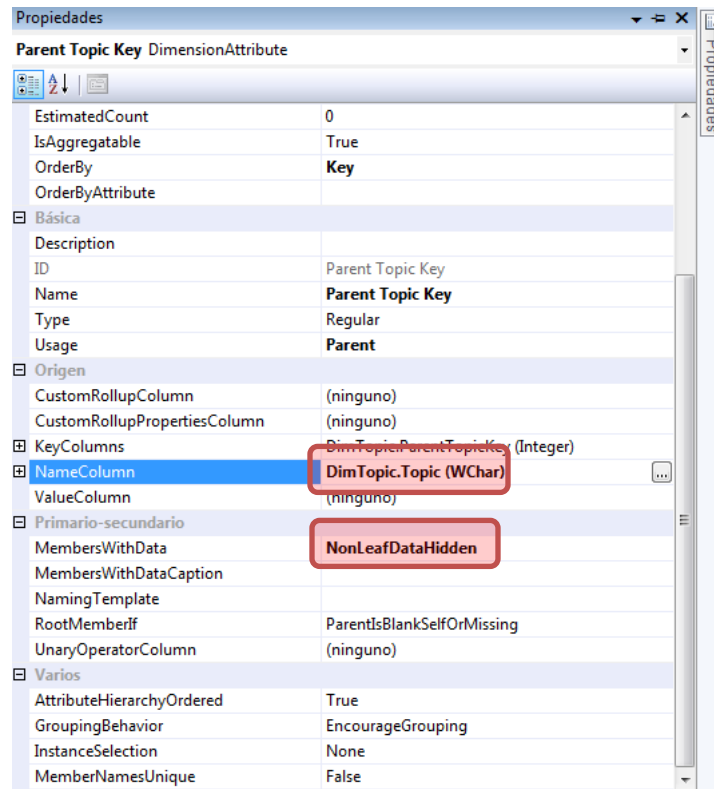 Propiedades
Propiedades
Parent Topic Key DimensionAttribute
EstimatedCount 0
IsAggregatable True
OrderBy Key
OrderByAttribute
Básica
Description
ID Parent Topic Key
Name Parent Topic Key
Type Regular
Usage Parent
Origen
CustomRollupColumn (ninguno)
CustomRollupPropertiesColumn (ninguno)
KeyColumns DimTopic.ParentTopicKey (Integer)
NameColumn DimTopic.Topic (WChar) ...
ValueColumn (ninguno)
Primario-secundario
MembersWithData NonLeafDataHidden
MembersWithDataCaption
NamingTemplate
RootMemberIf ParentIsBlankSelfOrMissing
UnaryOperatorColumn (ninguno)
Varios
AttributeHierarchyOrdered True
GroupingBehavior EncourageGrouping
InstanceSelection None
MemberNamesUnique False